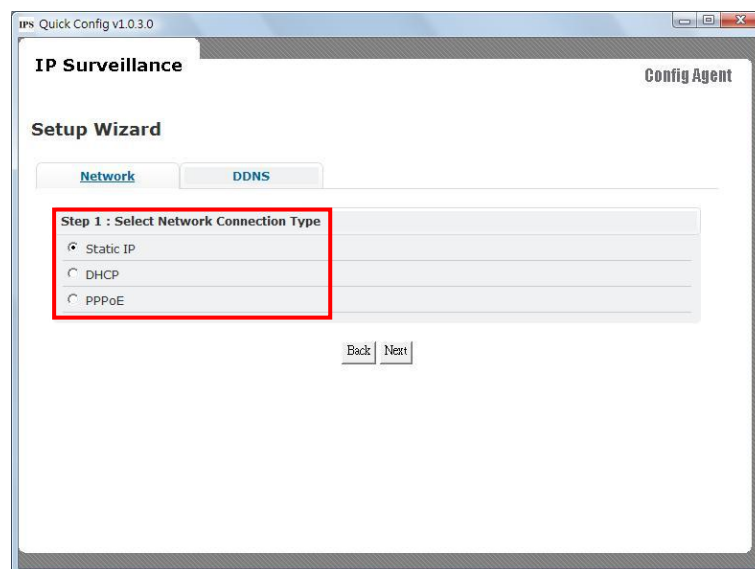 IPS Quick Config v1.0.3.0
IP Surveillance
Config Agent
Setup Wizard
Network DDNS
Step 1 : Select Network Connection Type
Static IP
DHCP
PPPoE
Back Next